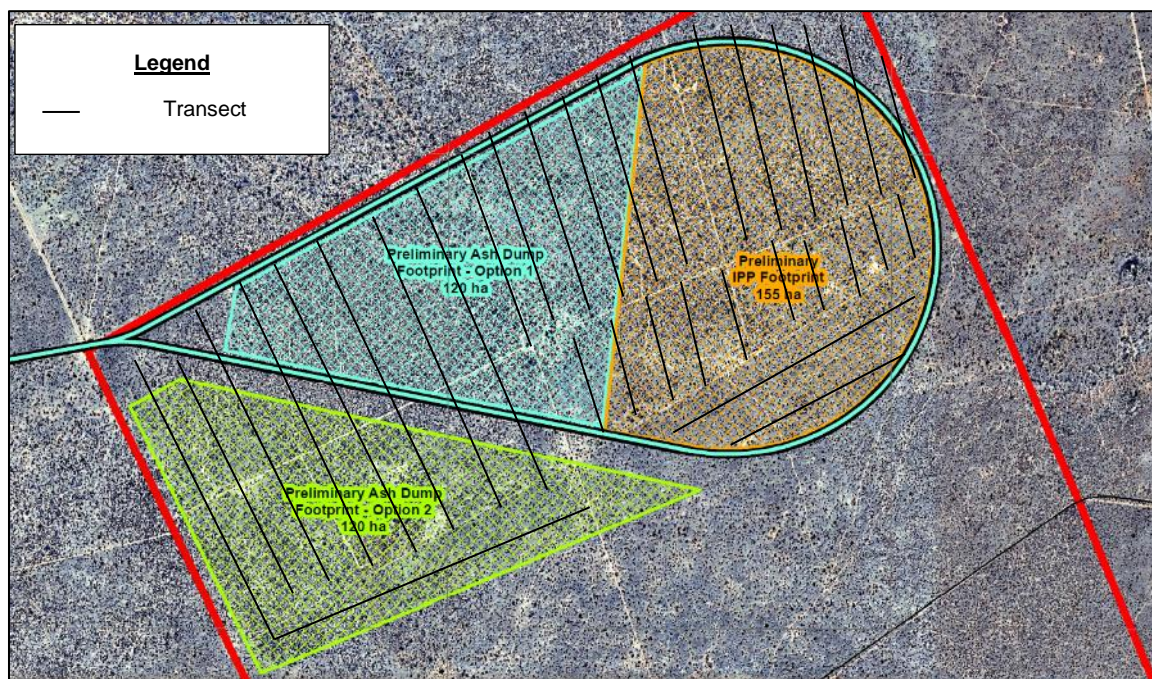 Legend
Transect
Preliminary Ash Dump
Footprint - Option 1
120 ha
Preliminary
IPP Footprint
155 ha
Preliminary Ash Dump
Footprint - Option 2
120 ha